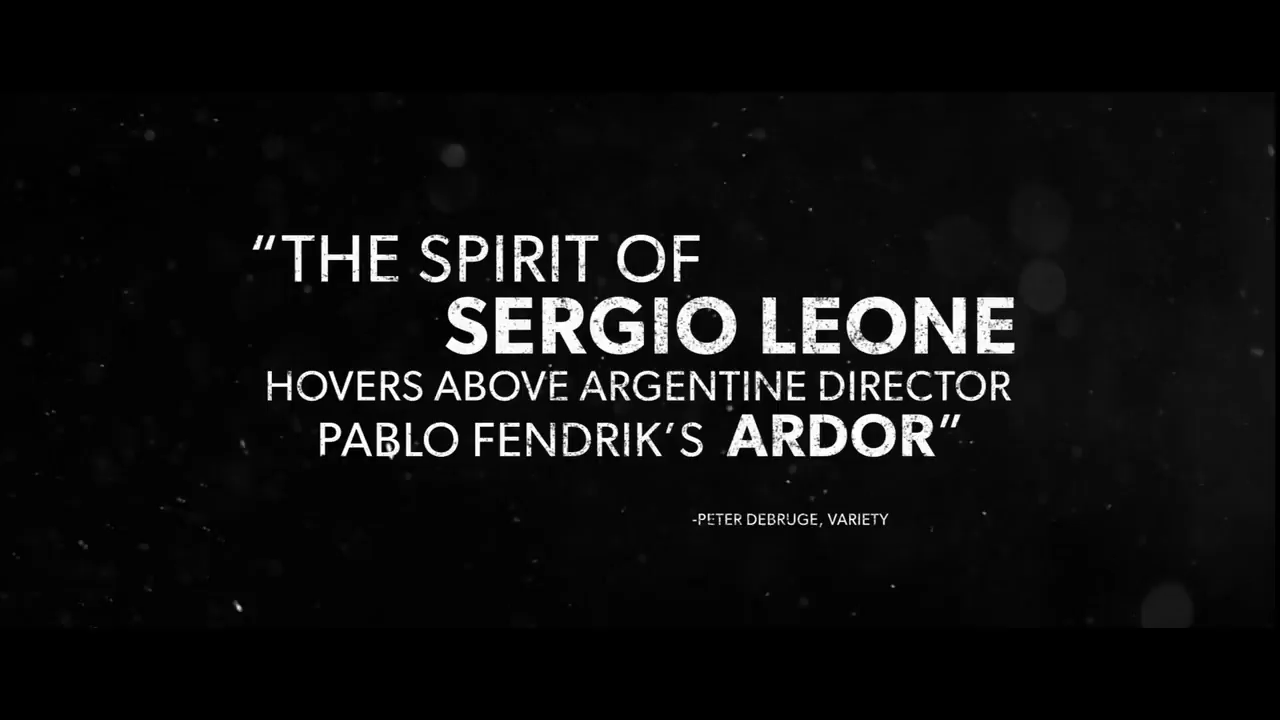 “THE SPIRIT OF
SERGIO LEONE
HOVERS ABOVE ARGENTINE DIRECTOR
PABLO FENDRIK’S ARDOR”
-PETER DEBRUGE, VARIETY